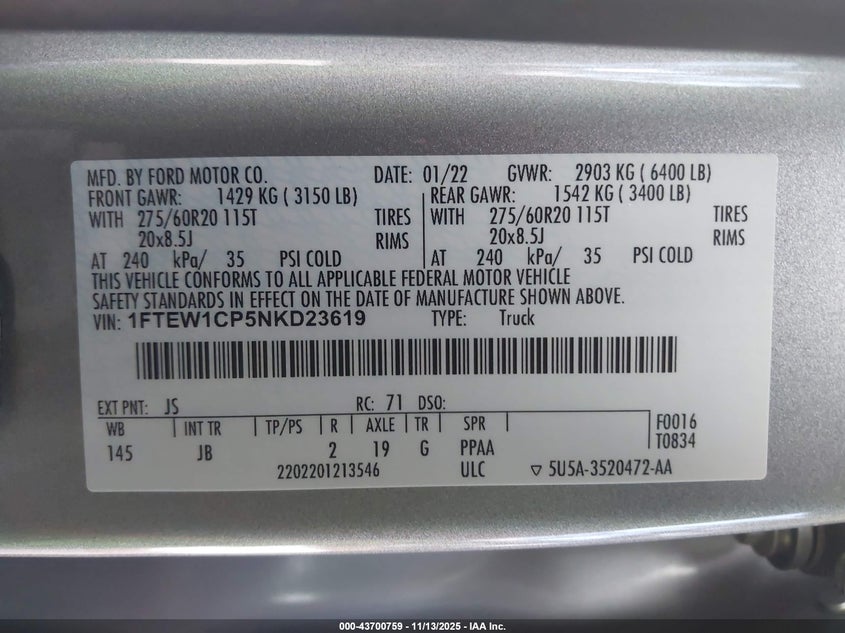 MFD. BY FORD MOTOR CO. DATE: 01/22 GVWR: 2903 KG ( 6400 LB)
FRONT GAWR: 1429 KG ( 3150 LB) REAR GAWR: 1542 KG ( 3400 LB)
WITH 275/60R20 115T TIRES WITH 275/60R20 115T TIRES
20x8.5J RIMS 20x8.5J RIMS
AT 240 kPa/ 35 PSI COLD AT 240 kPa/ 35 PSI COLD
THIS VEHICLE CONFORMS TO ALL APPLICABLE FEDERAL MOTOR VEHICLE
SAFETY STANDARDS IN EFFECT ON THE DATE OF MANUFACTURE SHOWN ABOVE.
VIN: 1FTEW1CP5NKD23619 TYPE: Truck
EXT PNT: JS RC: 71 DSO:
WB INT TR TP/PS R AXLE TR SPR F0016
145 JB 2 19 G PPAA T0834
2202201213546 ULC ▽ 5U5A-3520472-AA
000-43700759 - 11/13/2025 - IAA Inc.